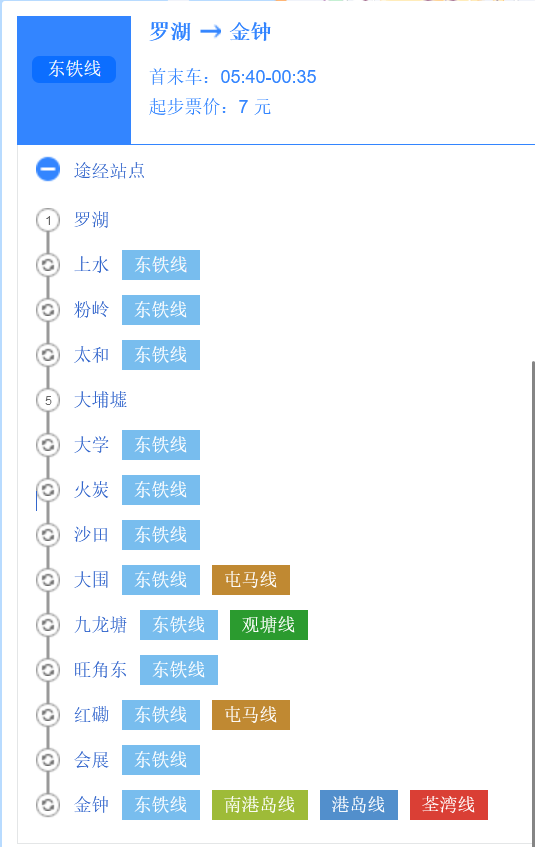 东铁线
罗湖 → 金钟
首末车：05:40-00:35
起步票价：7 元
途经站点
1 罗湖
上水 东铁线
粉岭 东铁线
太和 东铁线
5 大埔墟
大学 东铁线
火炭 东铁线
沙田 东铁线
大围 东铁线 屯马线
九龙塘 东铁线 观塘线
旺角东 东铁线
红磡 东铁线 屯马线
会展 东铁线
金钟 东铁线 南港岛线 港岛线 荃湾线